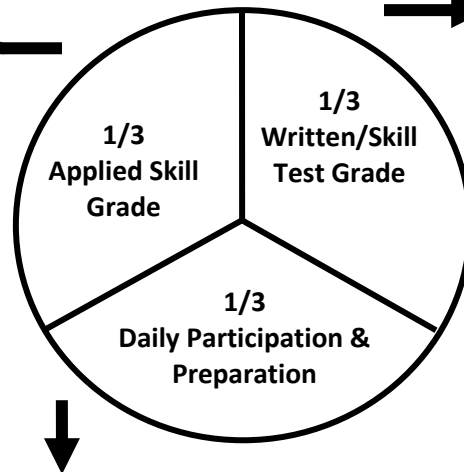 1/3
Applied Skill
Grade
1/3
Written/Skill
Test Grade
1/3
Daily Participation &
Preparation